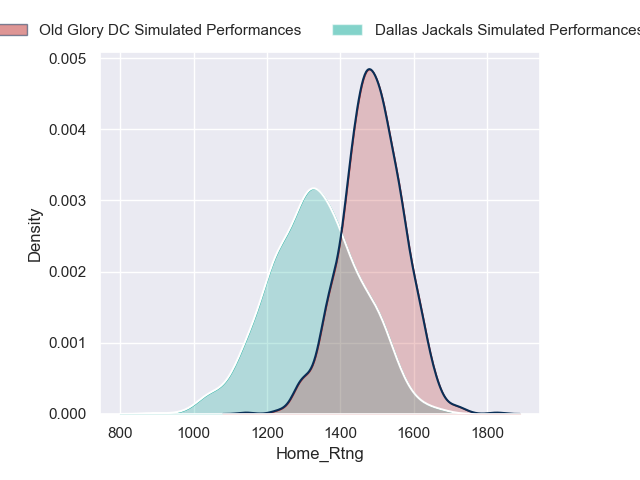 Old Glory DC Simulated Performances
Dallas Jackals Simulated Performances
0.005
0.004
0.003
0.002
0.001
0.000
Density
800 1000 1200 1400 1600 1800
Home_Rtng